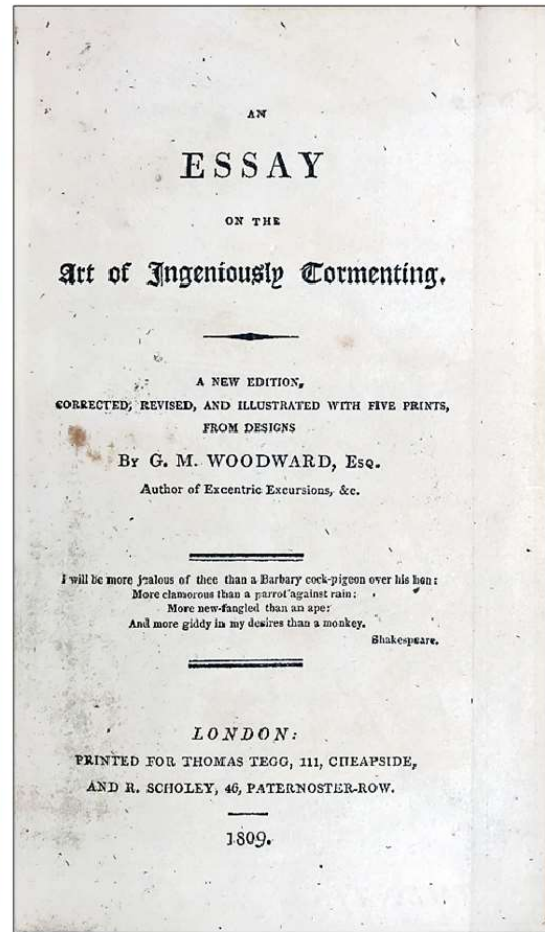 AN
ESSAY
ON THE
Art of Ingeniously Tormenting.
A NEW EDITION,
CORRECTED, REVISED, AND ILLUSTRATED WITH FIVE PRINTS,
FROM DESIGNS
BY G. M. WOODWARD, ESQ.
Author of Excentric Excursions, &c.
I will be more jealous of thee than a Barbary cock-pigeon over his hen:
More clamorous than a parrot against rain:
More new-fangled than an ape:
And more giddy in my desires than a monkey.
Shakespeare.
LONDON:
PRINTED FOR THOMAS TEGG, 111, CHEAPSIDE,
AND R. SCHOLEY, 46, PATERNOSTER-ROW.
1809.